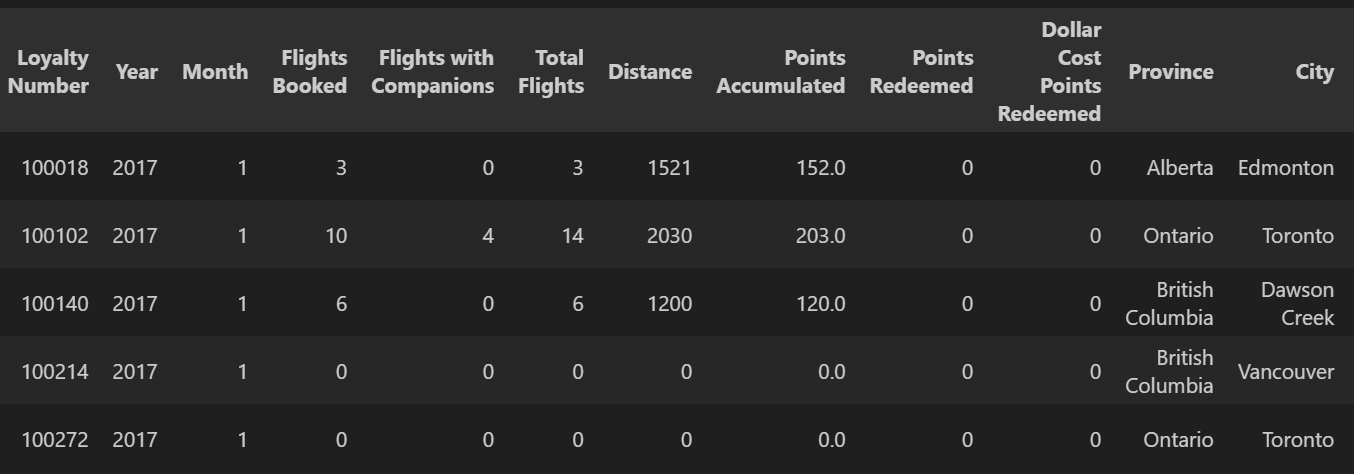 Loyalty Number Year Month Flights Booked Flights with Companions Total Flights Distance Points Accumulated Points Redeemed Dollar Cost Points Redeemed Province City
100018 2017 1 3 0 3 1521 152.0 0 0 Alberta Edmonton
100102 2017 1 10 4 14 2030 203.0 0 0 Ontario Toronto
100140 2017 1 6 0 6 1200 120.0 0 0 British Columbia Dawson Creek
100214 2017 1 0 0 0 0 0.0 0 0 British Columbia Vancouver
100272 2017 1 0 0 0 0 0.0 0 0 Ontario Toronto